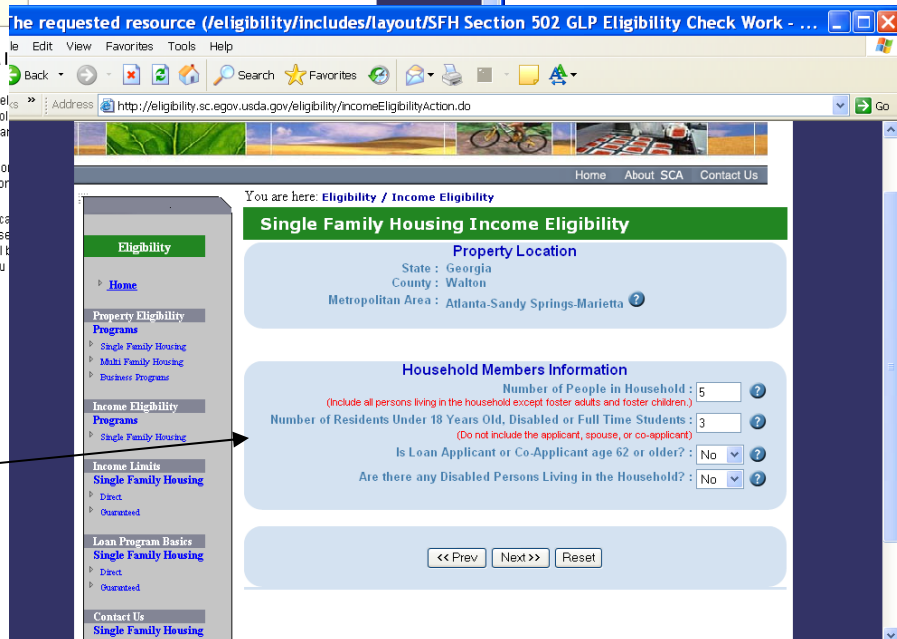 he requested resource (/eligibility/includes/layout/SFH Section 502 GLP Eligibility Check Work - ...
le Edit View Favorites Tools Help
Back Search Favorites
Address http://eligibility.sc.egov.usda.gov/eligibility/incomeEligibilityAction.do Go
Home About SCA Contact Us
You are here: Eligibility / Income Eligibility
Single Family Housing Income Eligibility
Property Location
State : Georgia
County : Walton
Metropolitan Area : Atlanta-Sandy Springs-Marietta
Household Members Information
Number of People in Household : 5
(Include all persons living in the household except foster adults and foster children.)
Number of Residents Under 18 Years Old, Disabled or Full Time Students : 3
(Do not include the applicant, spouse, or co-applicant)
Is Loan Applicant or Co-Applicant age 62 or older? : No
Are there any Disabled Persons Living in the Household? : No
<< Prev Next >> Reset
Eligibility
Home
Property Eligibility
Programs
Single Family Housing
Multi Family Housing
Business Programs
Income Eligibility
Programs
Single Family Housing
Income Limits
Single Family Housing
Direct
Guaranteed
Loan Program Basics
Single Family Housing
Direct
Guaranteed
Contact Us
Single Family Housing